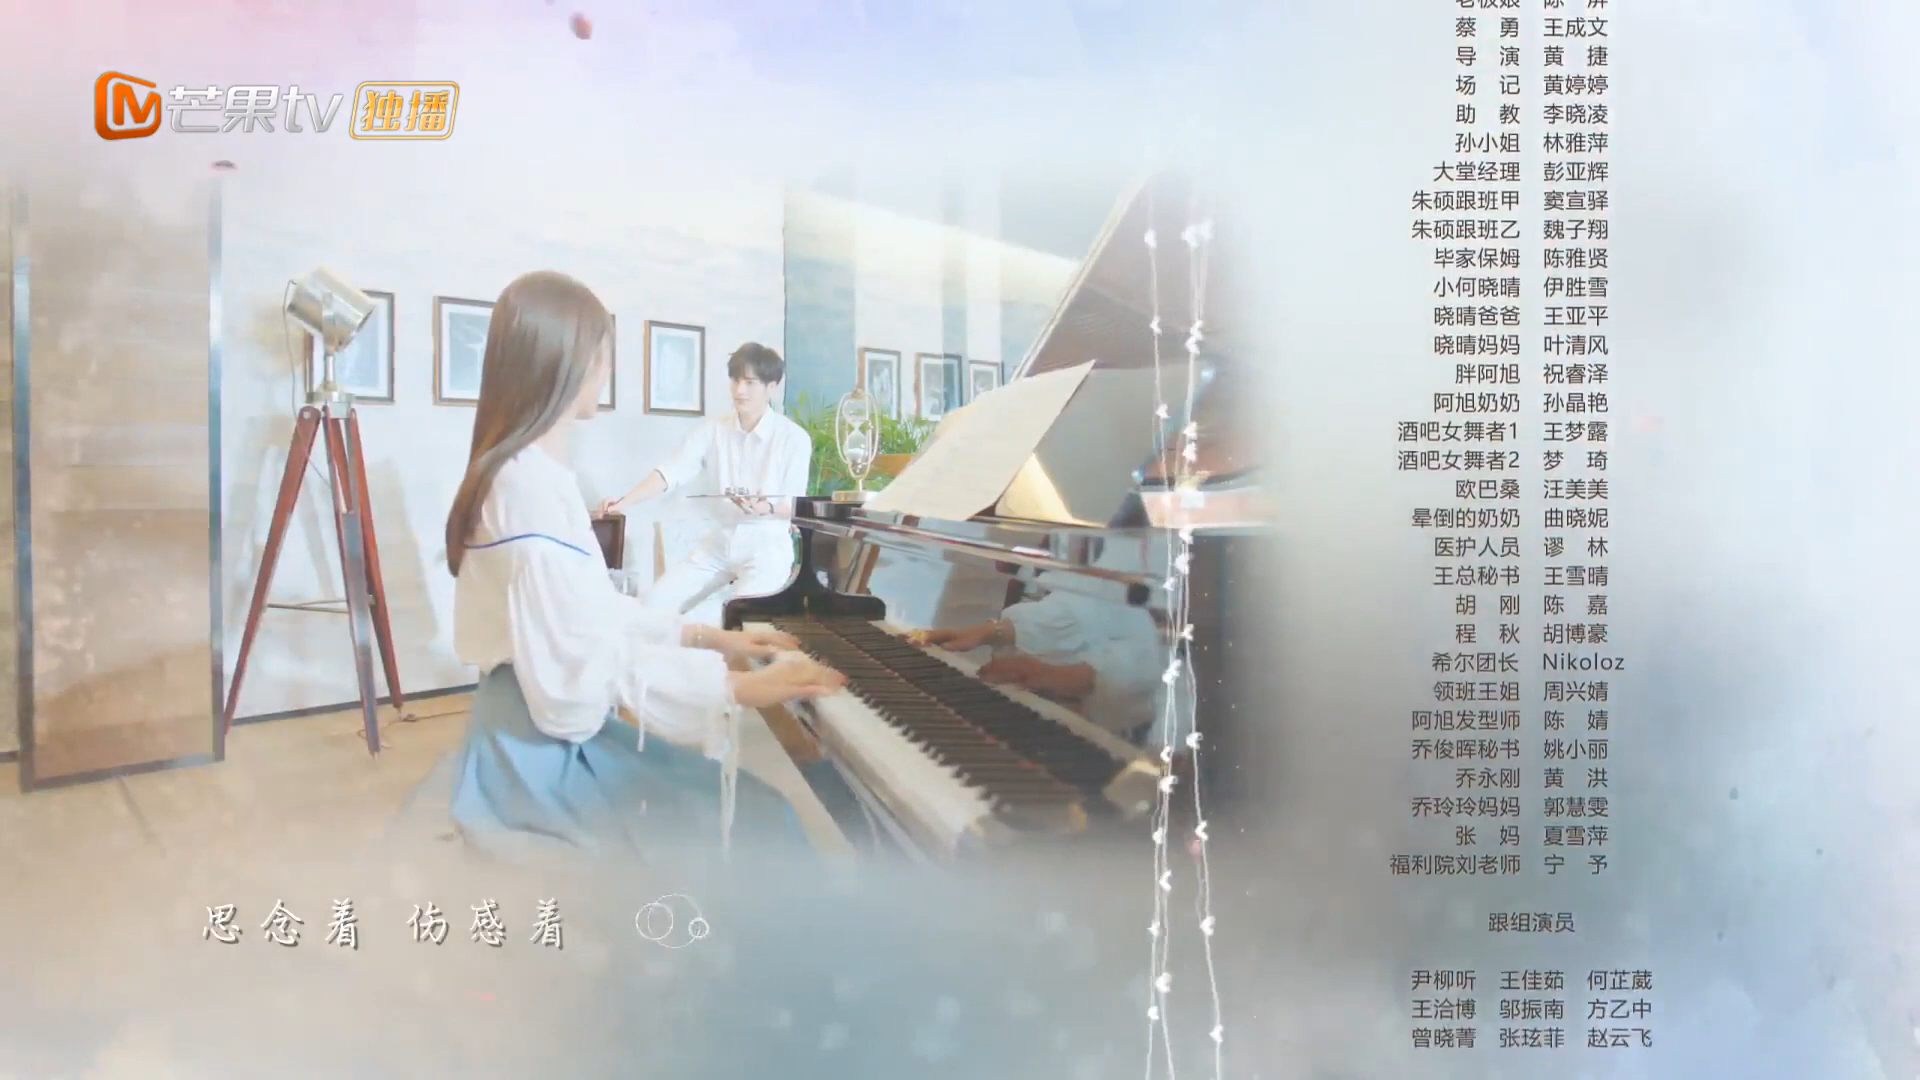 芒果tv 独播
老板娘 陈 屏
蔡 勇 王成文
导 演 黄 捷
场 记 黄婷婷
助 教 李晓凌
孙小姐 林雅萍
大堂经理 彭亚辉
朱硕跟班甲 窦宣驿
朱硕跟班乙 魏子翔
毕家保姆 陈雅贤
小何晓晴 伊胜雪
晓晴爸爸 王亚平
晓晴妈妈 叶清风
胖阿旭 祝睿泽
阿旭奶奶 孙晶艳
酒吧女舞者1 王梦露
酒吧女舞者2 梦 琦
欧巴桑 汪美美
晕倒的奶奶 曲晓妮
医护人员 谬 林
王总秘书 王雪晴
胡 刚 陈 嘉
程 秋 胡博豪
希尔团长 Nikoloz
领班王姐 周兴婧
阿旭发型师 陈 婧
乔俊晖秘书 姚小丽
乔永刚 黄 洪
乔玲玲妈妈 郭慧雯
张 妈 夏雪萍
福利院刘老师 宁 予
跟组演员
尹柳听 王佳茹 何芷葳
王洽博 邬振南 方乙中
曾晓菁 张玹菲 赵云飞
思念着 伤感着